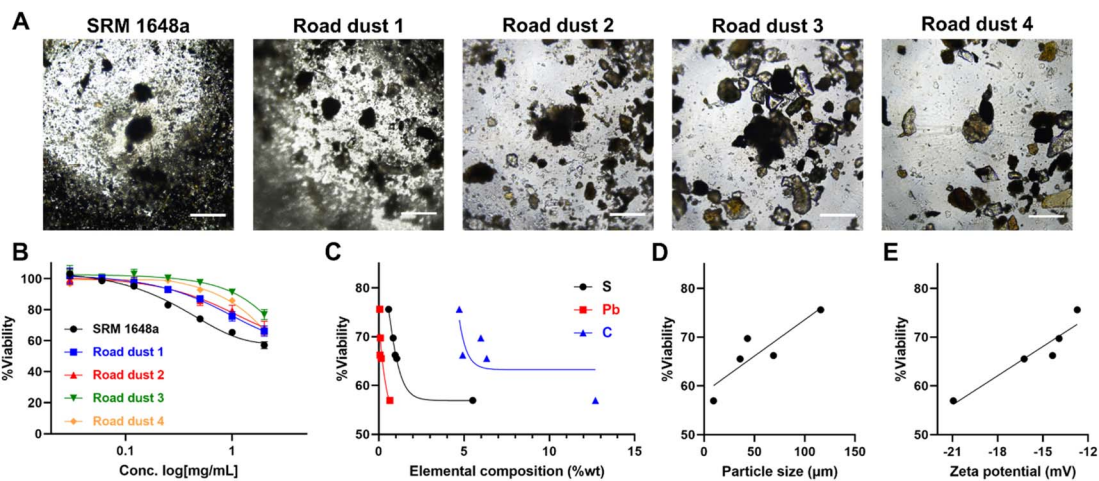 A
SRM 1648a
Road dust 1
Road dust 2
Road dust 3
Road dust 4
B
%Viability
100
80
60
40
20
0
SRM 1648a
Road dust 1
Road dust 2
Road dust 3
Road dust 4
0.1
1
Conc. log[mg/mL]
C
%Viability
80
70
60
50
S
Pb
C
0
5
10
15
Elemental composition (%wt)
D
%Viability
80
70
60
50
0
50
100
150
Particle size (μm)
E
%Viability
80
70
60
50
-21
-18
-15
-12
Zeta potential (mV)